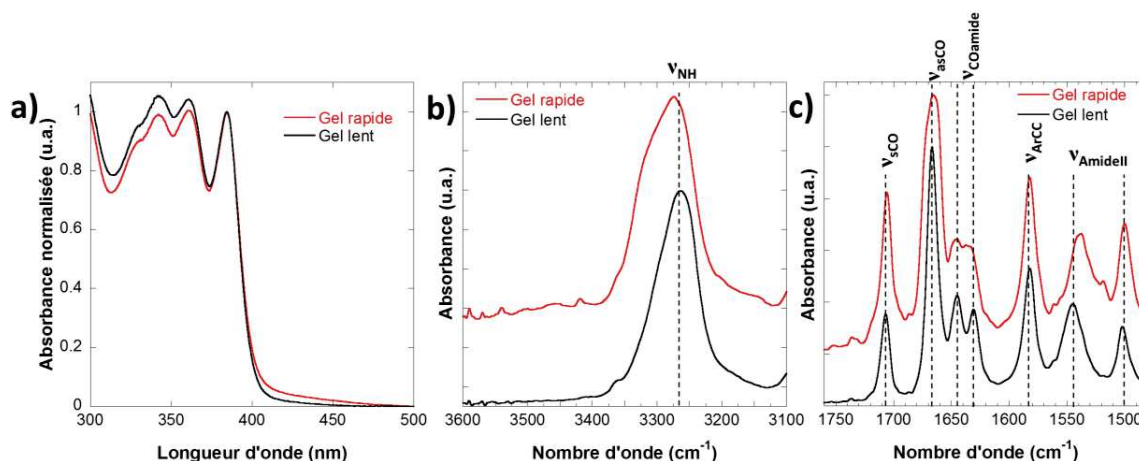 a)
Absorbance normalisée (u.a.)
1
0.8
0.6
0.4
0.2
0
Gel rapide
Gel lent
300 350 400 450 500
Longueur d'onde (nm)
b)
Absorbance (u.a.)
νNH
Gel rapide
Gel lent
3600 3500 3400 3300 3200 3100
Nombre d'onde (cm-1)
c)
Absorbance (u.a.)
νsCO
νasCO
νCOamide
νArCC
νAmideII
Gel rapide
Gel lent
1750 1700 1650 1600 1550 1500
Nombre d'onde (cm-1)